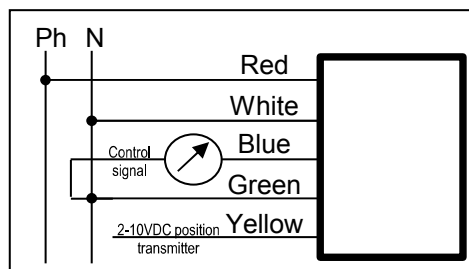 Ph N
Red
White
Control Blue
signal
Green
2-10VDC position Yellow
transmitter